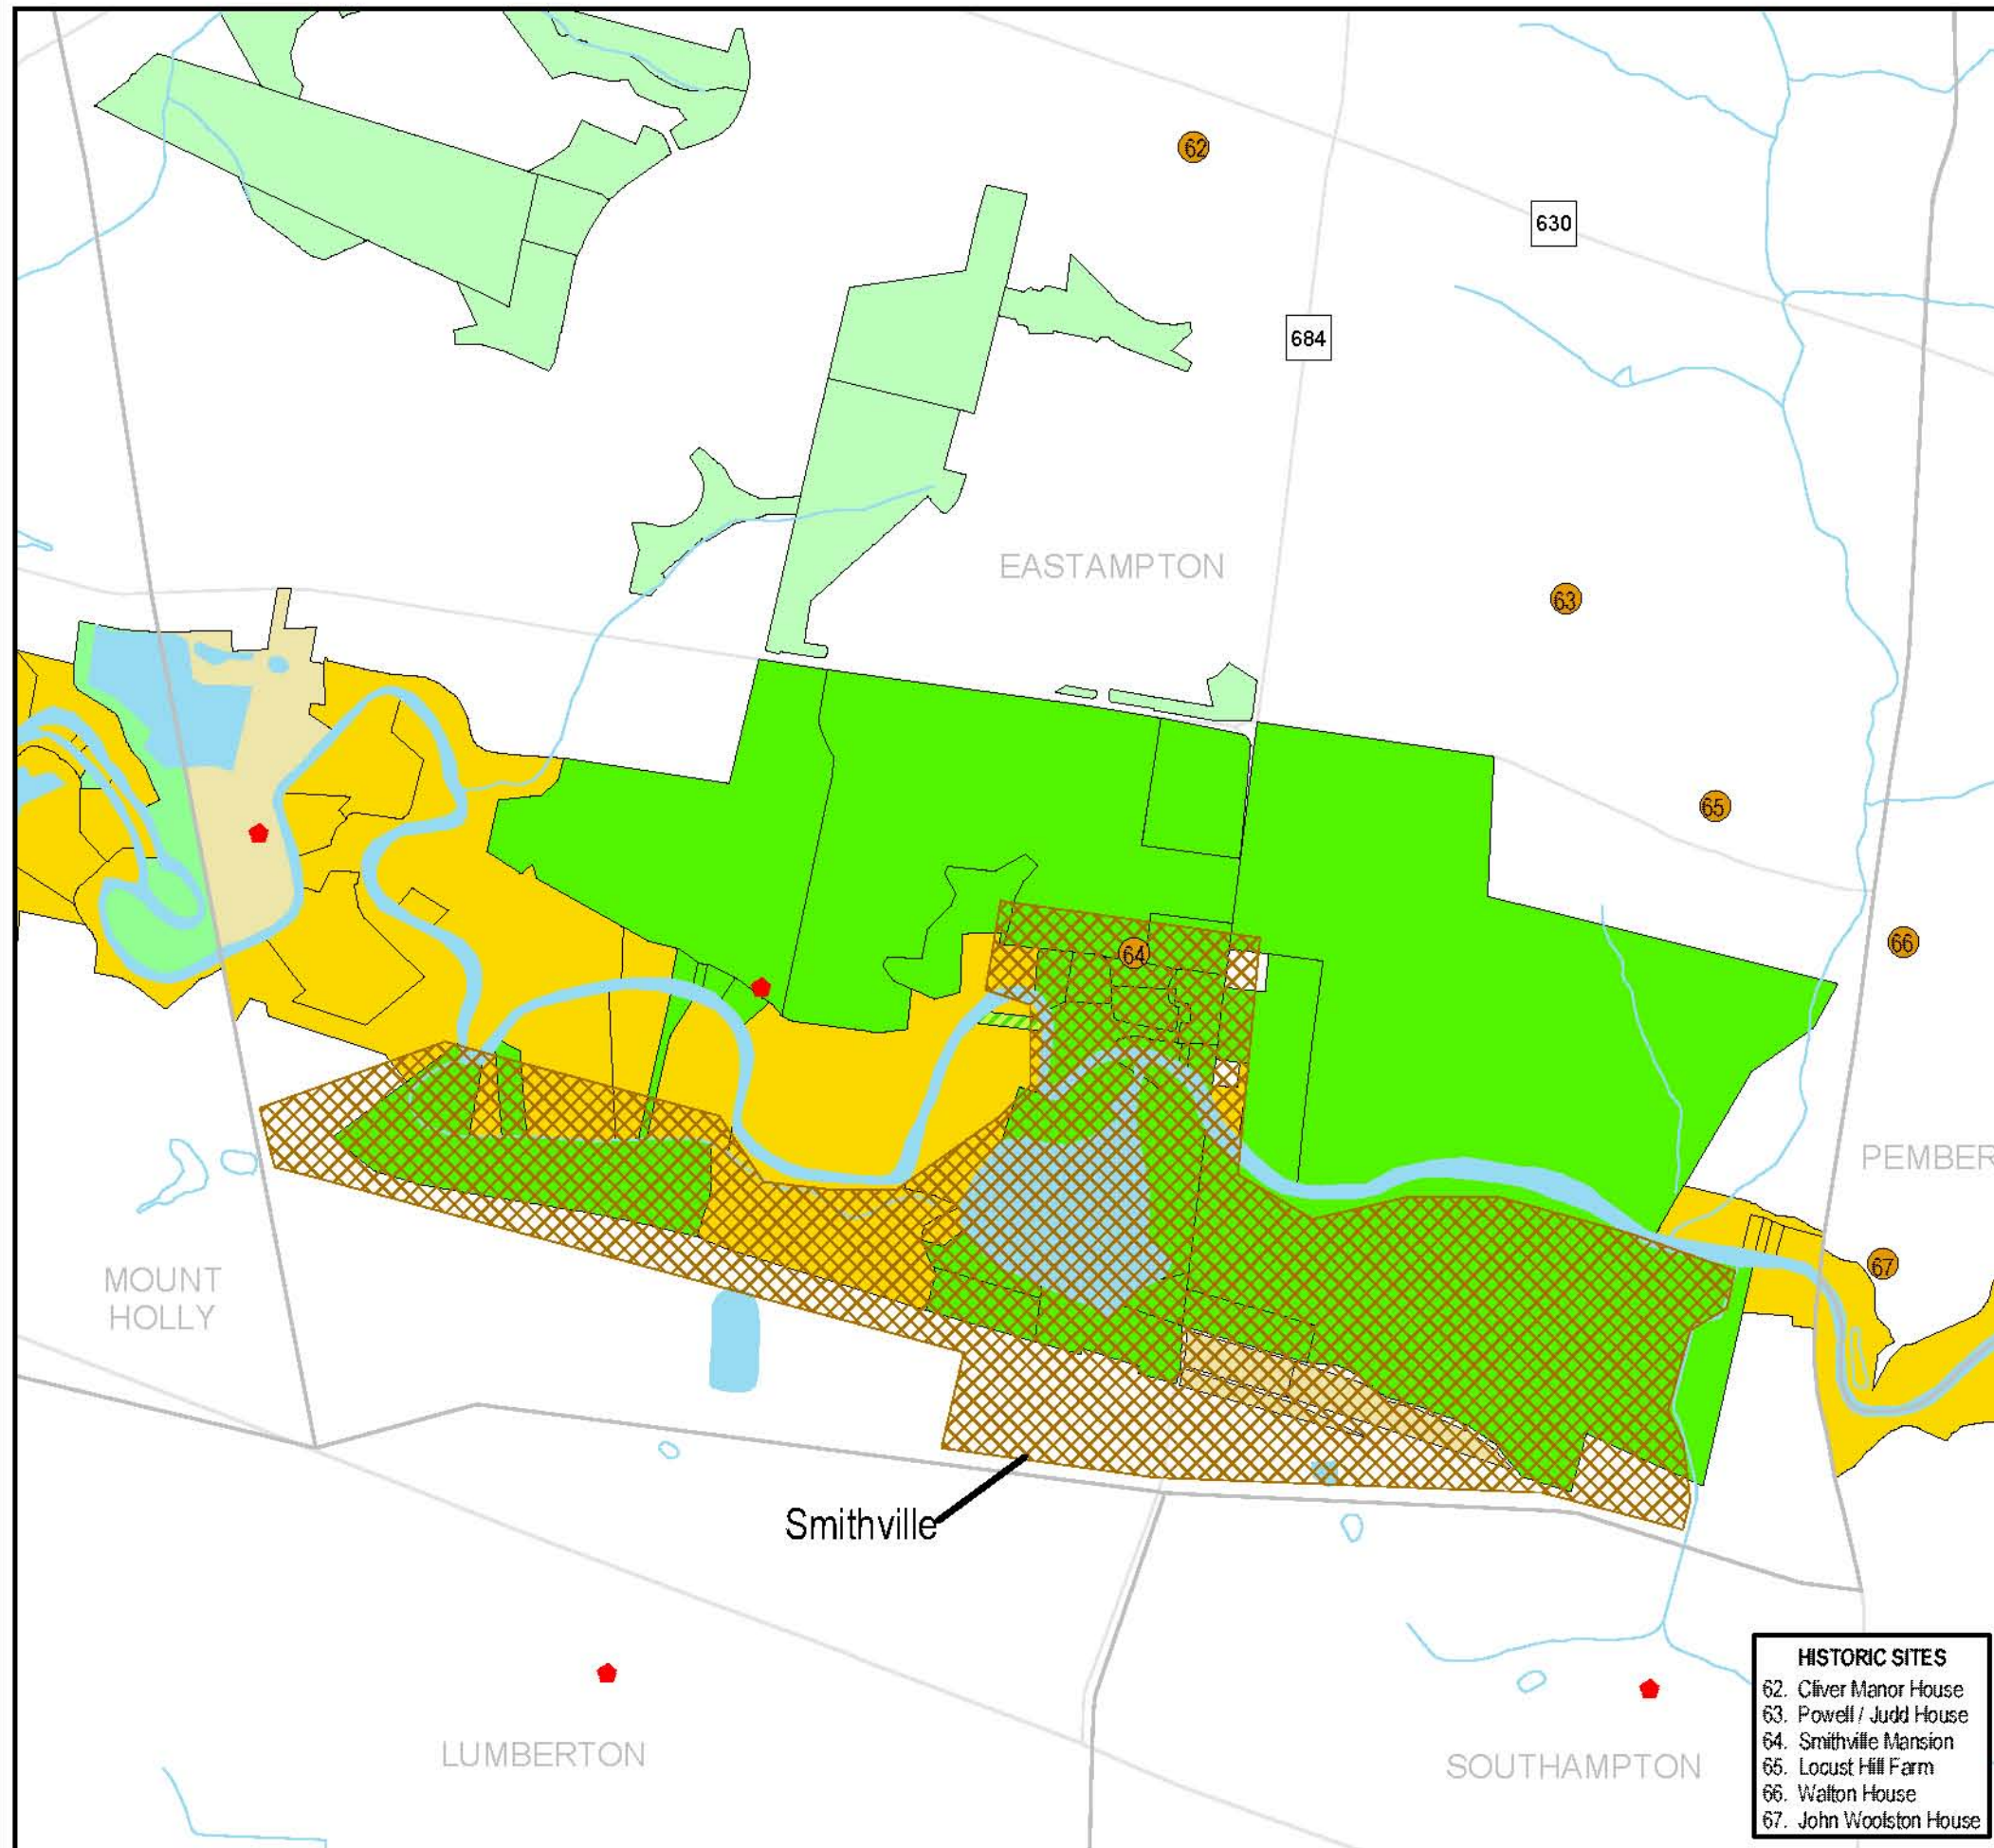 62
630
684
EASTAMPTON
63
65
64
66
PEMBER
67
MOUNT
HOLLY
Smithville
LUMBERTON
SOUTHAMPTON
HISTORIC SITES
62. Cliver Manor House
63. Powell / Judd House
64. Smithville Mansion
65. Locust Hill Farm
66. Walton House
67. John Woolston House